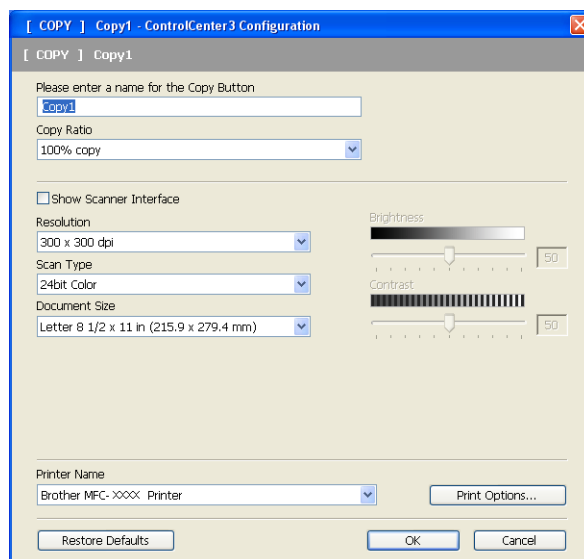 [ COPY ] Copy1 - ControlCenter3 Configuration
[ COPY ] Copy1
Please enter a name for the Copy Button
Copy1
Copy Ratio
100% copy
Show Scanner Interface
Resolution
300 x 300 dpi
Scan Type
24bit Color
Document Size
Letter 8 1/2 x 11 in (215.9 x 279.4 mm)
Brightness
50
Contrast
50
Printer Name
Brother MFC- XXXX Printer
Print Options...
Restore Defaults
OK
Cancel